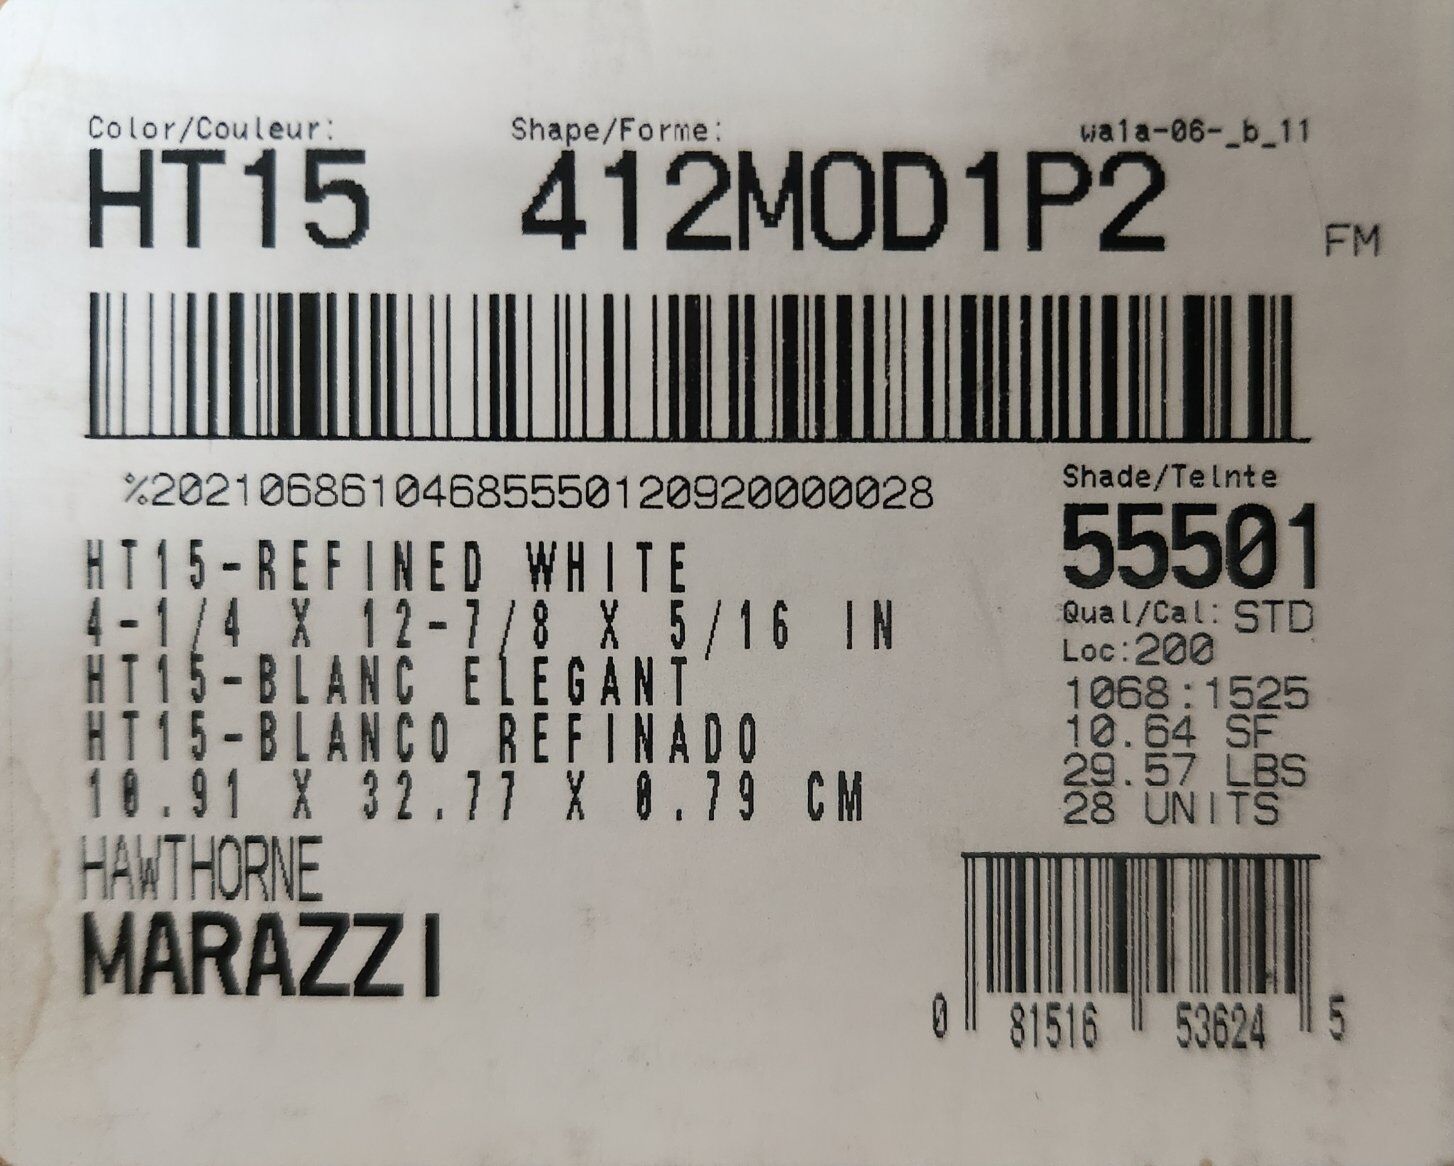 Color/Couleur: Shape/Forme: wa1a-06-_b_11
HT15 412MOD1P2 FM
%2021068610468555012092000002​8
Shade/Teinte
55501
HT15-REFINED WHITE
4-1/4 X 12-7/8 X 5/16 IN
HT15-BLANC ELEGANT
HT15-BLANCO REFINADO
10.91 X 32.77 X 0.79 CM
Qual/Cal: STD
Loc:200
1068:1525
10.64 SF
29.57 LBS
28 UNITS
HAWTHORNE
MARAZZI
0 81516 53624 5